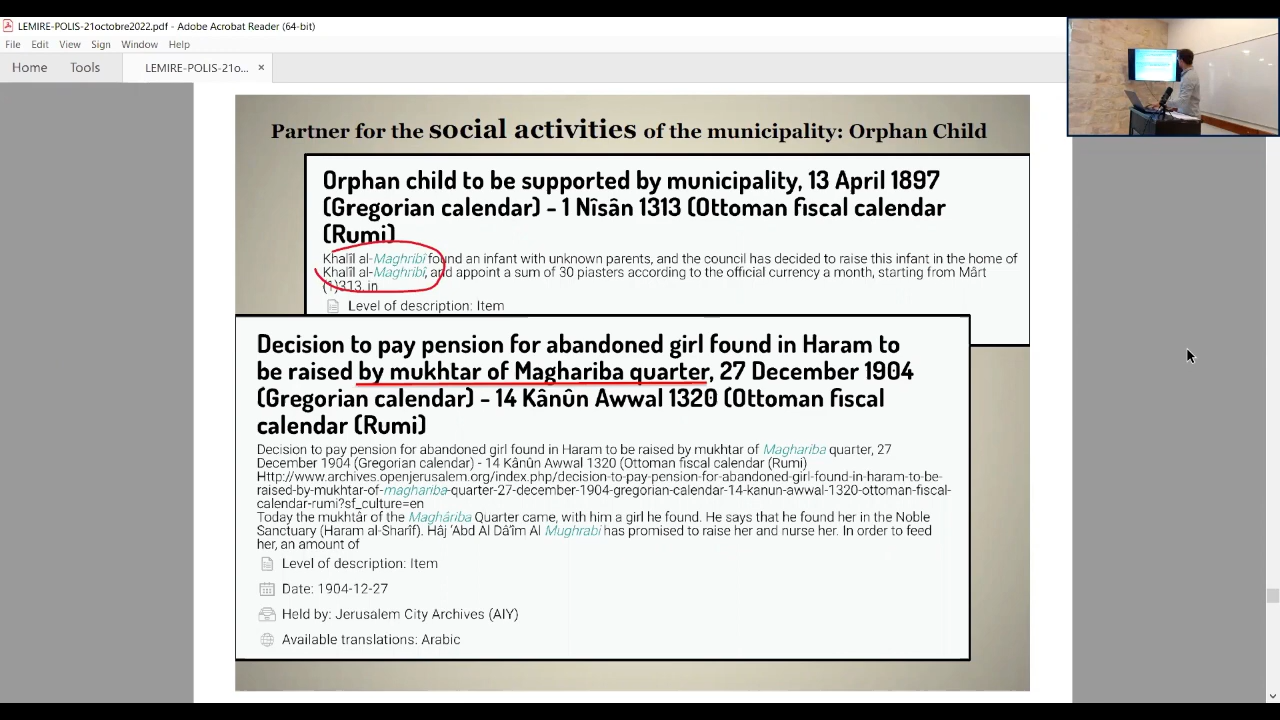 LEMIRE-POLIS-21octobre2022.pdf - Adobe Acrobat Reader (64-bit)
File Edit View Sign Window Help
Home Tools LEMIRE-POLIS-21o... ×
Partner for the social activities of the municipality: Orphan Child
Orphan child to be supported by municipality, 13 April 1897
(Gregorian calendar) - 1 Nîsân 1313 (Ottoman fiscal calendar
(Rumi)
Khalîl al-Maghribî found an infant with unknown parents, and the council has decided to raise this infant in the home of
Khalîl al-Maghribî, and appoint a sum of 30 piasters according to the official currency a month, starting from Mârt
(1)313, in
Level of description: Item
Decision to pay pension for abandoned girl found in Haram to
be raised by mukhtar of Maghariba quarter, 27 December 1904
(Gregorian calendar) - 14 Kânûn Awwal 1320 (Ottoman fiscal
calendar (Rumi)
Decision to pay pension for abandoned girl found in Haram to be raised by mukhtar of Maghariba quarter, 27
December 1904 (Gregorian calendar) - 14 Kânûn Awwal 1320 (Ottoman fiscal calendar (Rumi)
Http://www.archives.openjerusalem.org/index.php/decision-to-pay-pension-for-abandoned-girl-found-in-haram-to-be-
raised-by-mukhtar-of-maghariba-quarter-27-december-1904-gregorian-calendar-14-kanun-awwal-1320-ottoman-fiscal-
calendar-rumi?sf_culture=en
Today the mukhtâr of the Maghâriba Quarter came, with him a girl he found. He says that he found her in the Noble
Sanctuary (Haram al-Sharîf). Hâj ‘Abd Al Dâ’îm Al Mughrabi has promised to raise her and nurse her. In order to feed
her, an amount of
Level of description: Item
Date: 1904-12-27
Held by: Jerusalem City Archives (AIY)
Available translations: Arabic